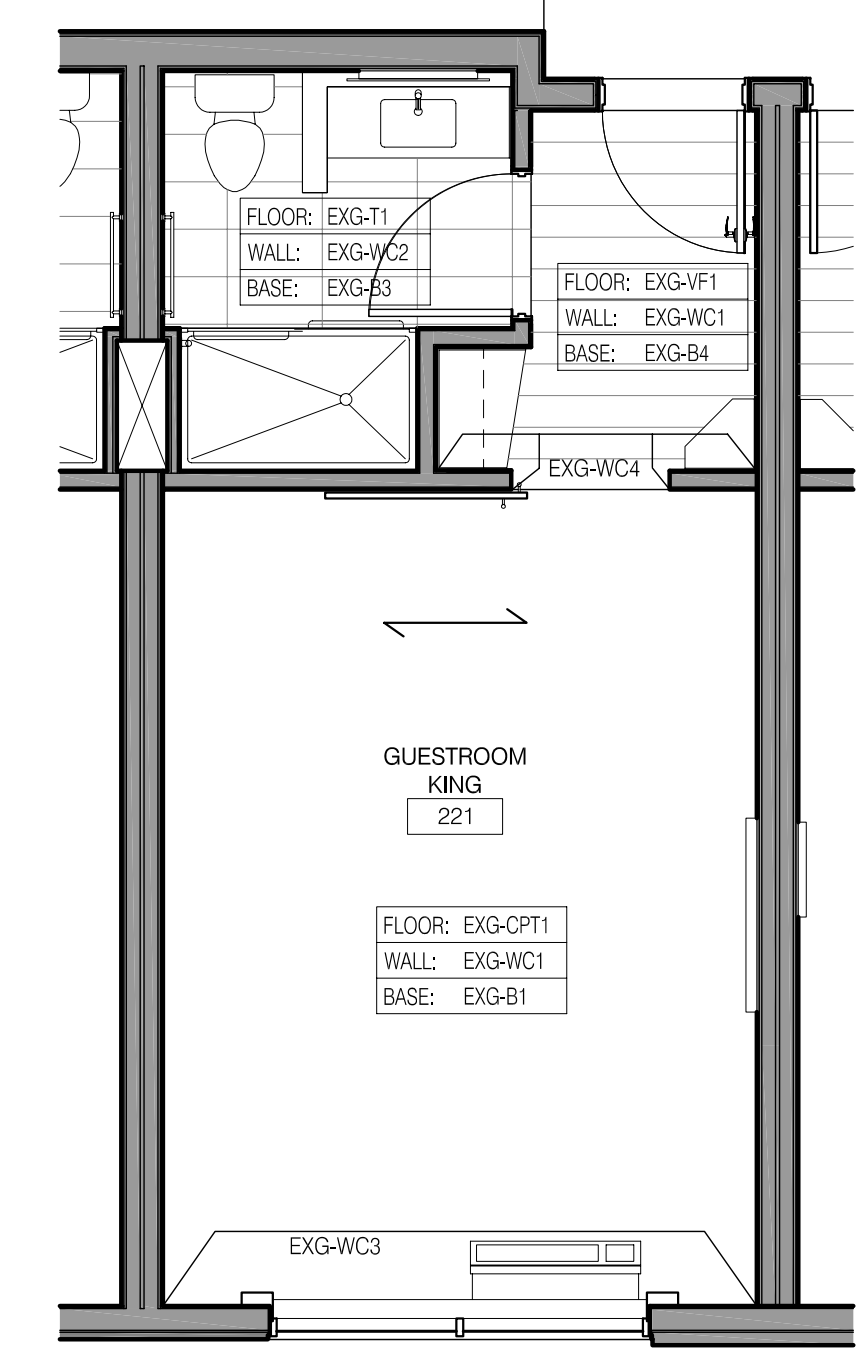 FLOOR: EXG-T1
WALL: EXG-WC2
BASE: EXG-B3
FLOOR: EXG-VF1
WALL: EXG-WC1
BASE: EXG-B4
EXG-WC4
GUESTROOM
KING
221
FLOOR: EXG-CPT1
WALL: EXG-WC1
BASE: EXG-B1
EXG-WC3